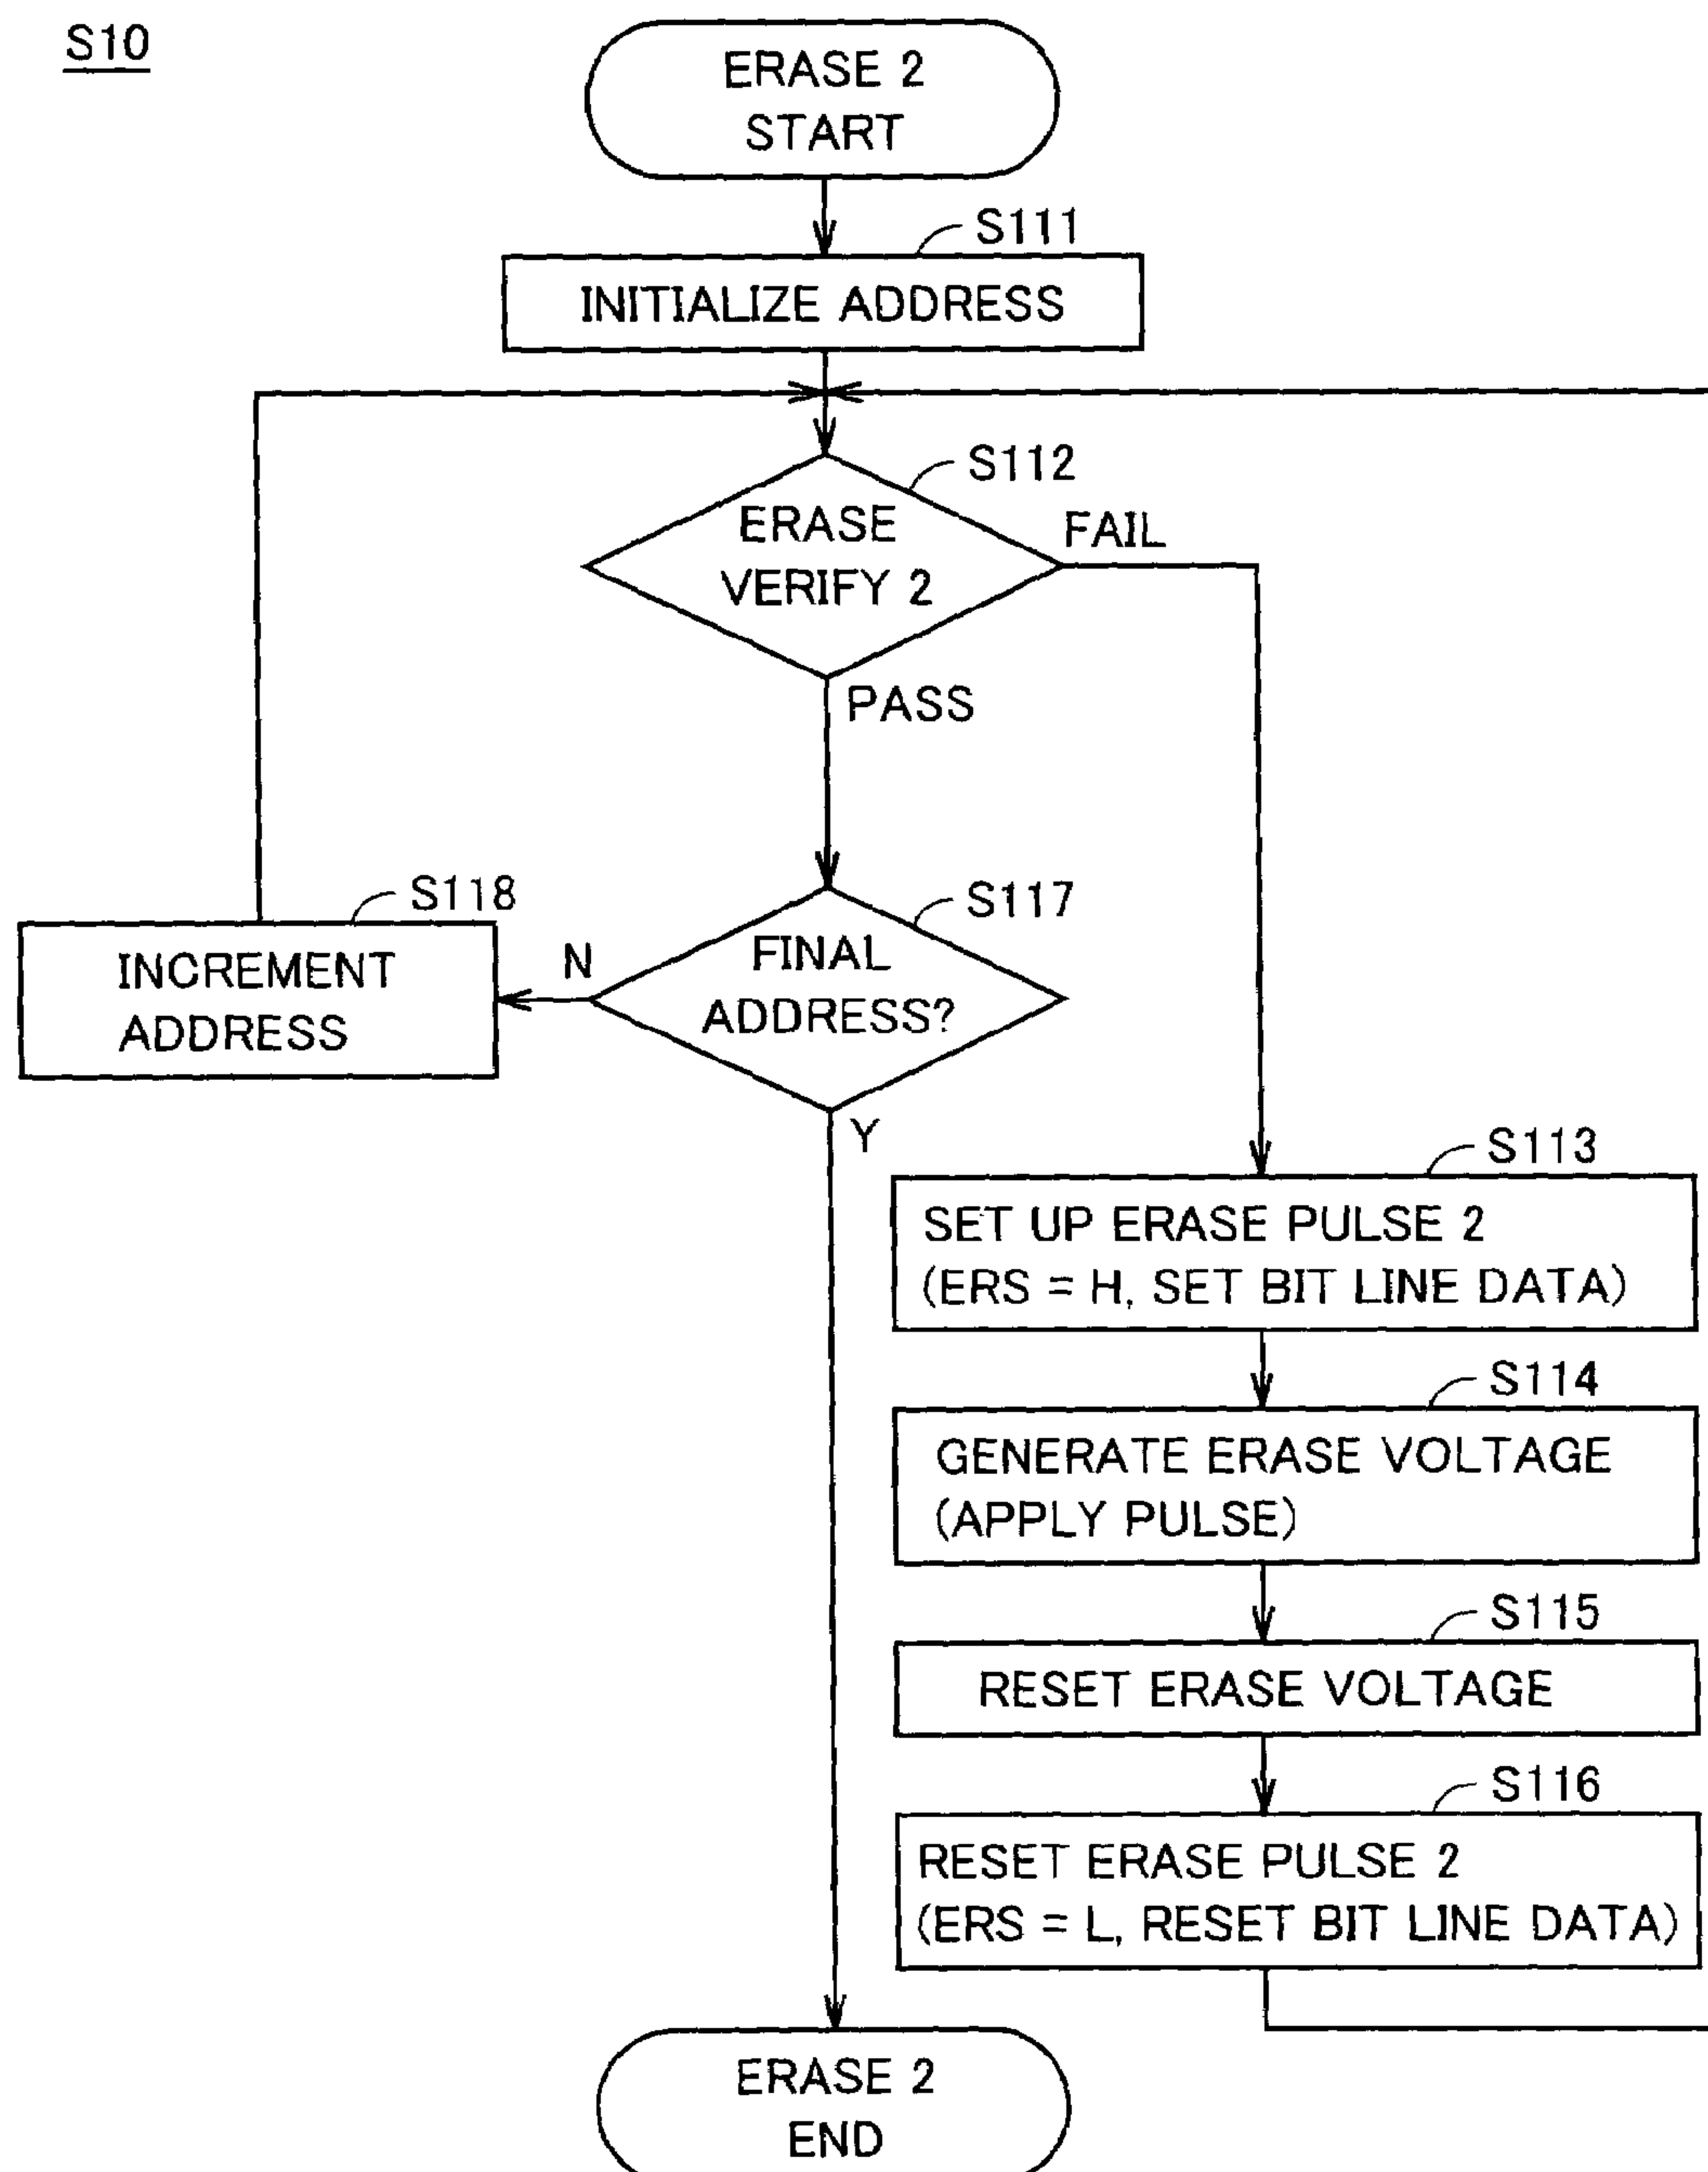 S10
ERASE 2
START
S111
INITIALIZE ADDRESS
S112
ERASE
VERIFY 2
FAIL
PASS
S118
INCREMENT
ADDRESS
N
S117
FINAL
ADDRESS?
Y
S113
SET UP ERASE PULSE 2
(ERS = H, SET BIT LINE DATA)
S114
GENERATE ERASE VOLTAGE
(APPLY PULSE)
S115
RESET ERASE VOLTAGE
S116
RESET ERASE PULSE 2
(ERS = L, RESET BIT LINE DATA)
ERASE 2
END